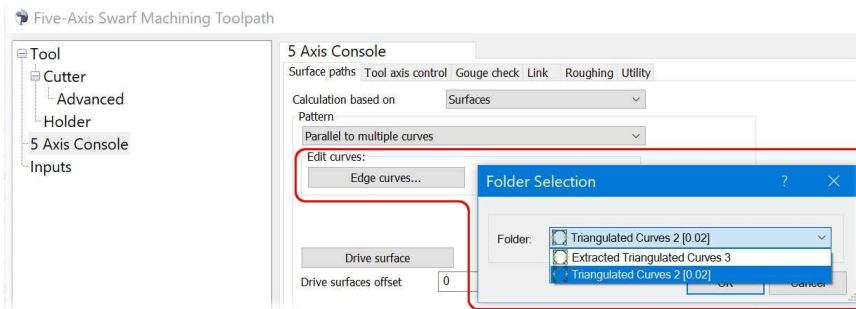 Five-Axis Swarf Machining Toolpath
Tool
Cutter
Advanced
Holder
5 Axis Console
Inputs
5 Axis Console
Surface paths Tool axis control Gouge check Link Roughing Utility
Calculation based on Surfaces
Pattern
Parallel to multiple curves
Edit curves:
Edge curves...
Drive surface
Drive surfaces offset 0
Folder Selection ?
Folder: Triangulated Curves 2 [0.02]
Extracted Triangulated Curves 3
Triangulated Curves 2 [0.02]
OK Cancel